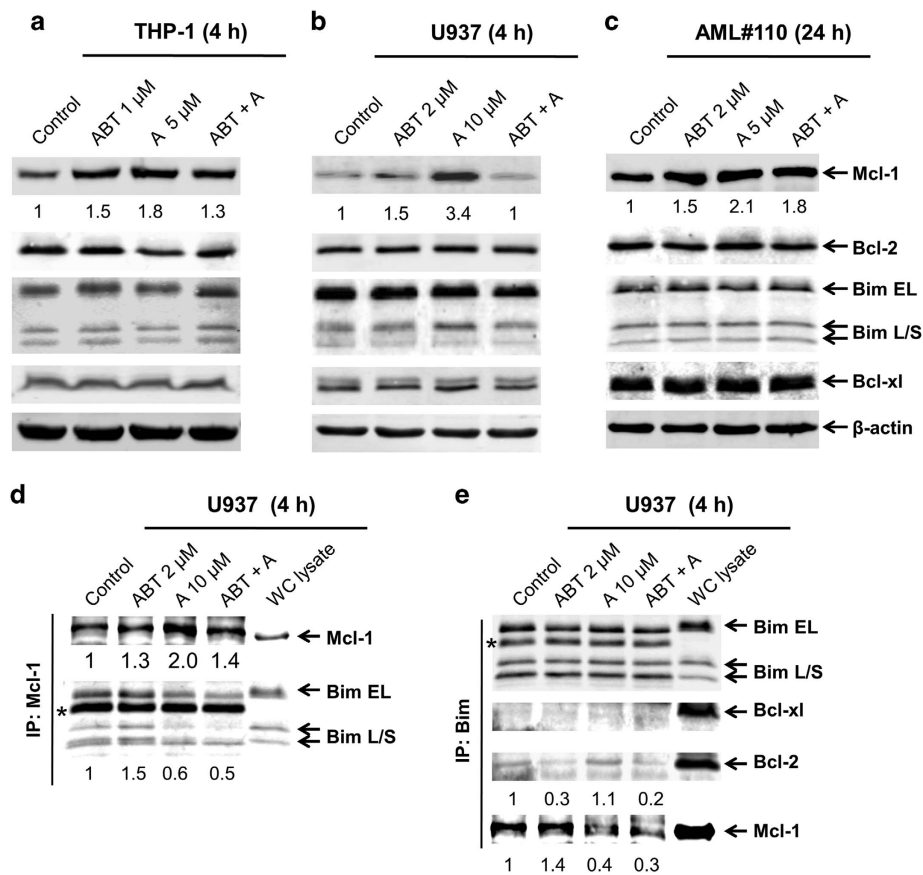 a
THP-1 (4 h)
Control
ABT 1 µM
A 5 µM
ABT + A
1 1.5 1.8 1.3
b
U937 (4 h)
Control
ABT 2 µM
A 10 µM
ABT + A
1 1.5 3.4 1
c
AML#110 (24 h)
Control
ABT 2 µM
A 5 µM
ABT + A
Mcl-1
1 1.5 2.1 1.8
Bcl-2
Bim EL
Bim L/S
Bcl-xl
β-actin
d
U937 (4 h)
Control
ABT 2 µM
A 10 µM
ABT + A
WC lysate
IP: Mcl-1
Mcl-1
1 1.3 2.0 1.4
Bim EL
*
Bim L/S
1 1.5 0.6 0.5
e
U937 (4 h)
Control
ABT 2 µM
A 10 µM
ABT + A
WC lysate
IP: Bim
Bim EL
*
Bim L/S
Bcl-xl
Bcl-2
1 0.3 1.1 0.2
Mcl-1
1 1.4 0.4 0.3